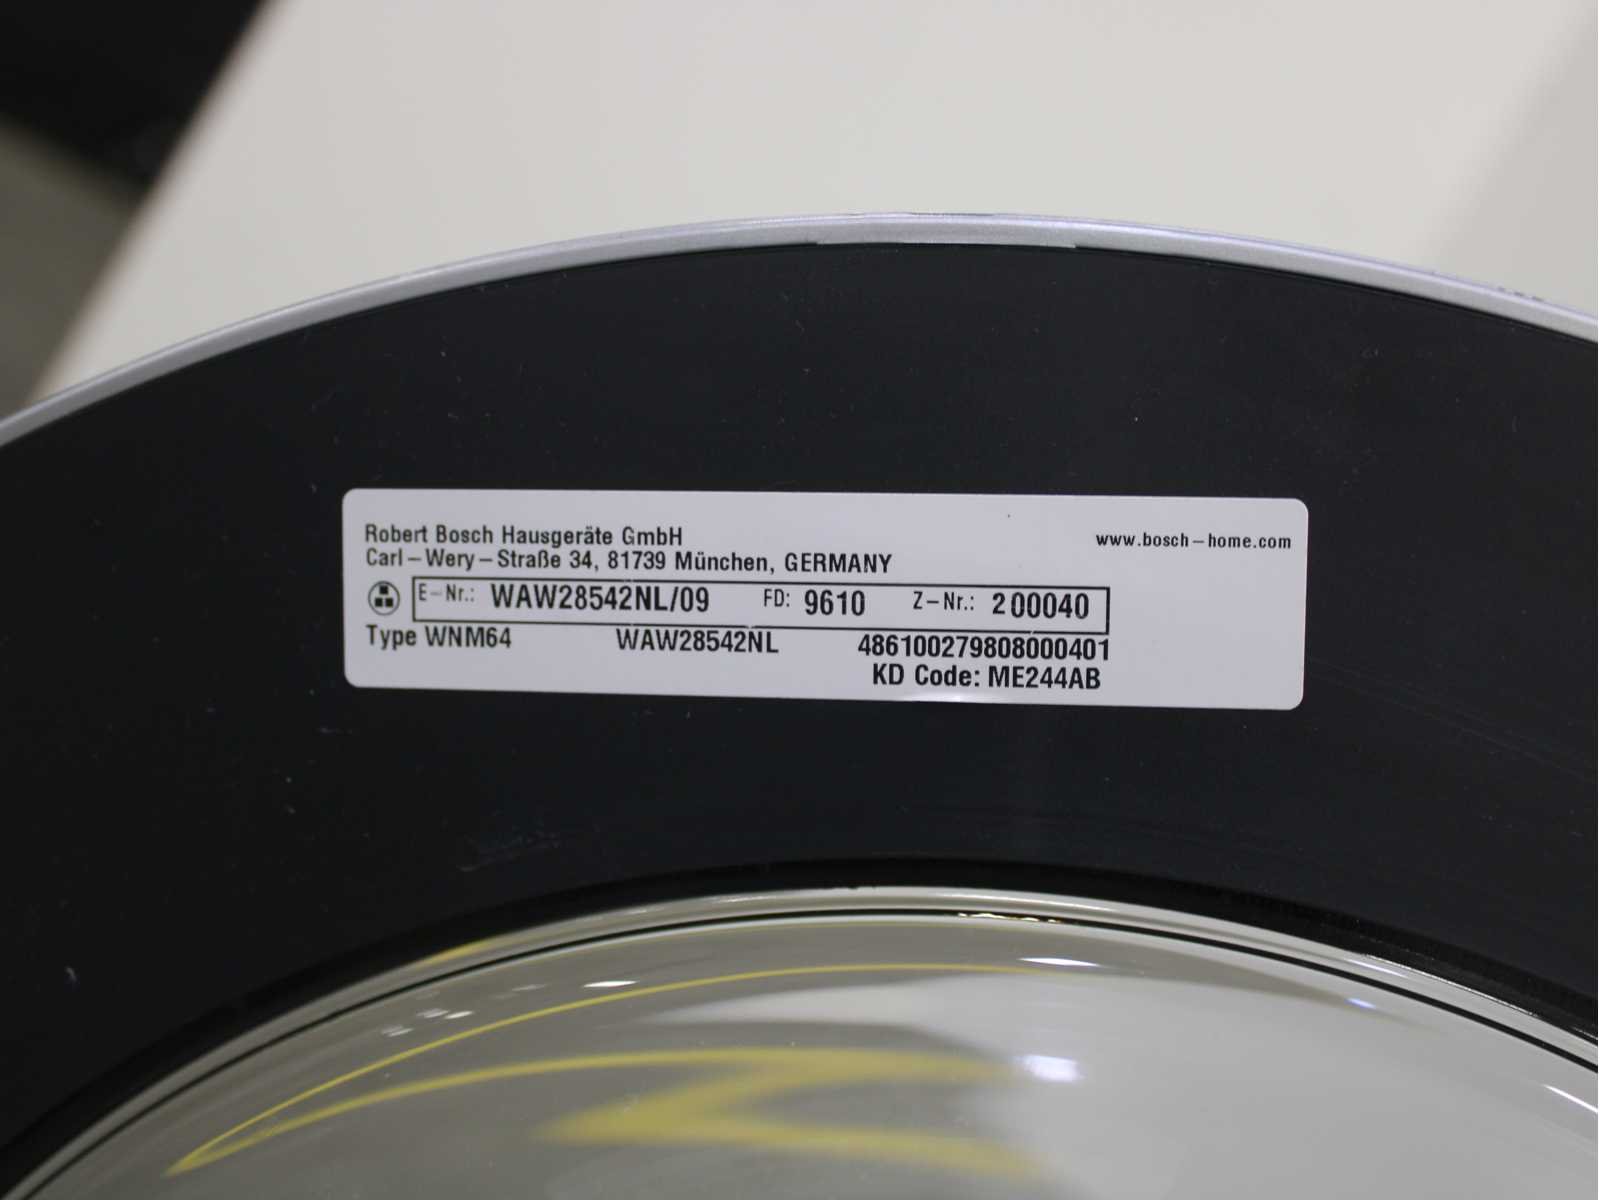 Robert Bosch Hausgeräte GmbH
www.bosch-home.com
Carl-Wery-Straße 34, 81739 München, GERMANY
E-Nr.: WAW28542NL/09 FD: 9610 Z-Nr.: 200040
Type WNM64 WAW28542NL 486100279808000401
KD Code: ME244AB